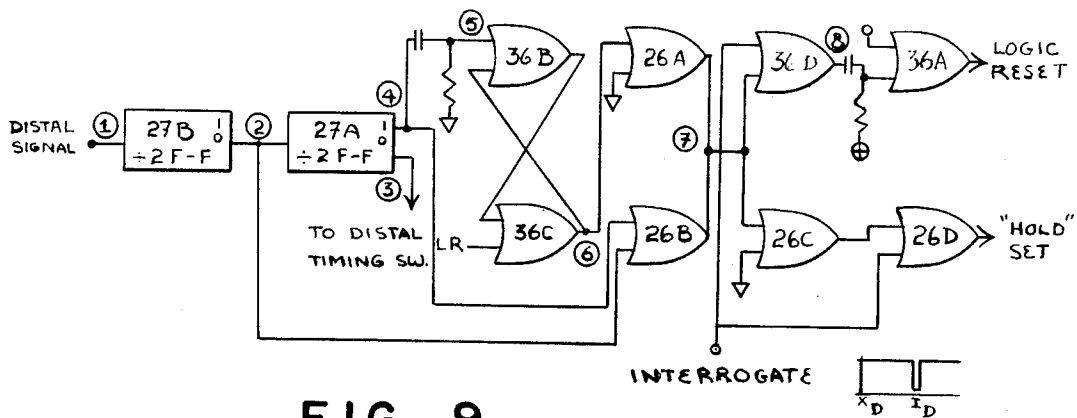 DISTAL
SIGNAL
①
27B
1
0
÷2 F-F
②
27A
1
0
÷2 F-F
④
③
TO DISTAL
TIMING SW.
⑤
36B
LR
36C
⑥
26A
26B
⑦
36D
26C
⑧
36A
LOGIC
RESET
26D
"HOLD"
SET
INTERROGATE
X_D I_D
FIG. 9